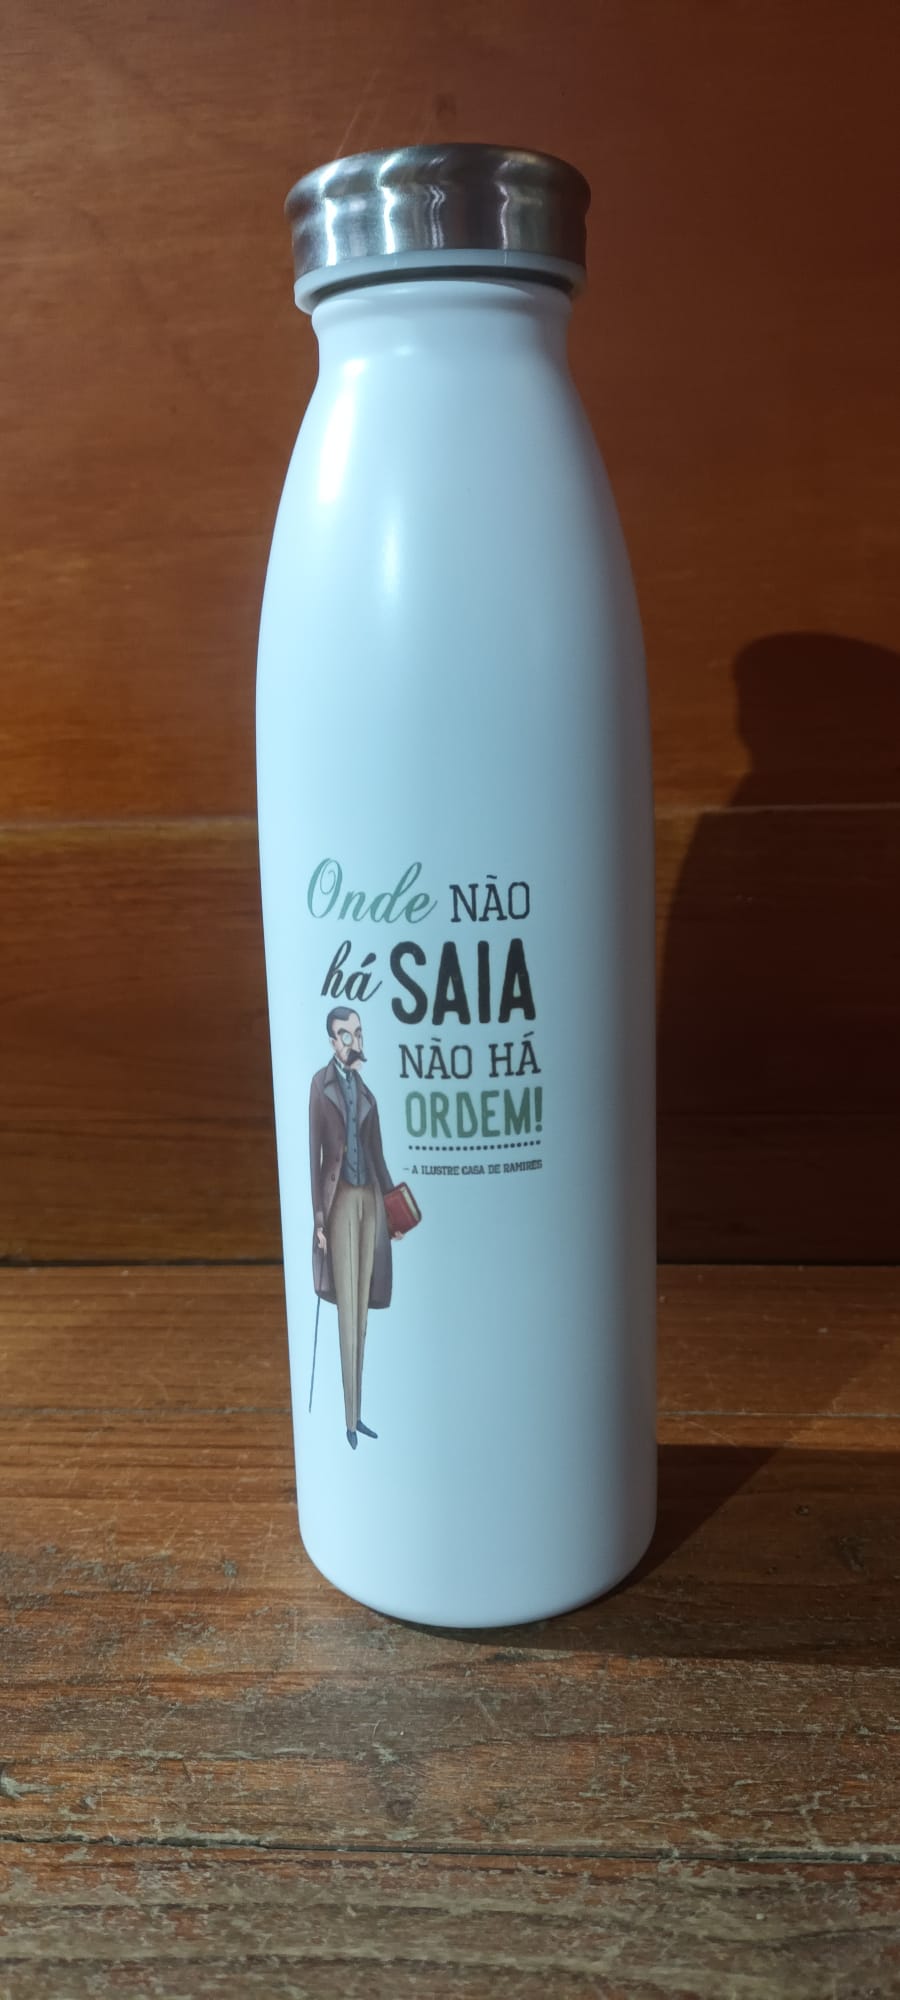 Onde NÃO
há SAIA
NÃO HÁ
ORDEM!
– A ILUSTRE CASA DE RAMIRES